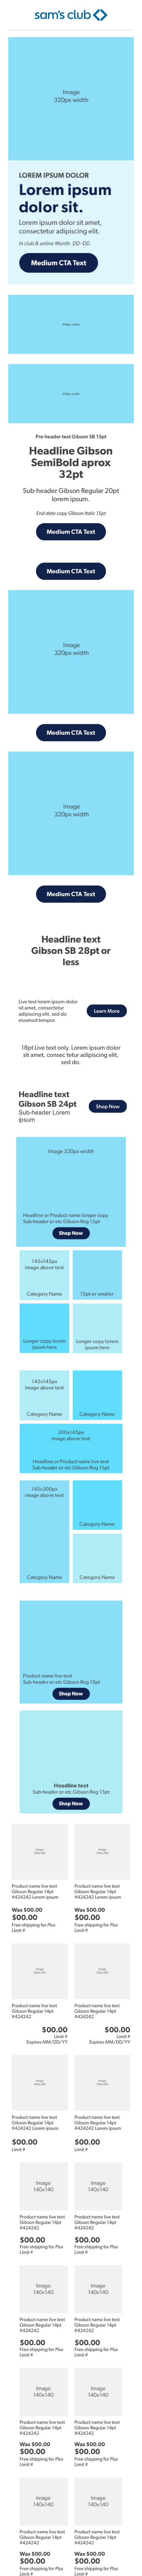 sam's club
Image
320px width
LOREM IPSUM DOLOR
Lorem ipsum
dolor sit.
Lorem ipsum dolor sit amet,
consectetur adipiscing elit.
In club & online Month. DD–DD.
Medium CTA Text
Pre-header text Gibson SB 15pt
Headline Gibson
SemiBold aprox
32pt
Sub-header Gibson Regular 20pt
lorem ipsum.
End date copy Gibson Italic 15pt
Medium CTA Text
Medium CTA Text
Image
320px width
Medium CTA Text
Image
320px width
Medium CTA Text
Headline text
Gibson SB 28pt or
less
Live text lorem ipsum dolor
sit amet, consectetur
adipiscing elit, sed do
eiusmod tempor.
Learn More
18pt Live text only. Lorem ipsum dolor
sit amet, consec tetur adipiscing elit,
sed do.
Headline text
Gibson SB 24pt
Sub-header Lorem
ipsum
Shop Now
Image 320px width
Headline or Product name longer copy
Sub-header or etc Gibson Reg 15pt
Shop Now
145x145px
image above text
Category Name
15pt or smaller
Longer copy lorem
ipsum here
Longer copy lorem
ipsum here
145x145px
image above text
Category Name
Category Name
300x145px
image above text
Headline or Product name live text
Sub-header or etc Gibson Reg 15pt
145x300px
image above text
Category Name
Category Name
Category Name
Product name live text
Sub-header or etc Gibson Reg 15pt
Shop Now
Headline text
Sub-header or etc Gibson Reg 15pt
Shop Now
Product name live text
Gibson Regular 14pt
#424242 Lorem ipsum
Was $00.00
$00.00
Free shipping for Plus
Limit #
Product name live text
Gibson Regular 14pt
#424242 Lorem ipsum
Was $00.00
$00.00
Free shipping for Plus
Limit #
Product name live text
Gibson Regular 14pt
#424242
$00.00
Limit #
Expires MM/DD/YY
Product name live text
Gibson Regular 14pt
#424242
$00.00
Limit #
Expires MM/DD/YY
Product name live text
Gibson Regular 14pt
#424242 Lorem ipsum
$00.00
Limit #
Product name live text
Gibson Regular 14pt
#424242 Lorem ipsum
$00.00
Limit #
Image
140x140
Product name live text
Gibson Regular 14pt
#424242
$00.00
Free shipping for Plus
Limit #
Image
140x140
Product name live text
Gibson Regular 14pt
#424242
$00.00
Free shipping for Plus
Limit #
Image
140x140
Product name live text
Gibson Regular 14pt
#424242
$00.00
Free shipping for Plus
Limit #
Image
140x140
Product name live text
Gibson Regular 14pt
#424242
$00.00
Free shipping for Plus
Limit #
Image
140x140
Product name live text
Gibson Regular 14pt
#424242
Was $00.00
$00.00
Free shipping for Plus
Limit #
Image
140x140
Product name live text
Gibson Regular 14pt
#424242
Was $00.00
$00.00
Free shipping for Plus
Limit #
Image
140x140
Product name live text
Gibson Regular 14pt
#424242
Was $00.00
$00.00
Free shipping for Plus
Limit #
Image
140x140
Product name live text
Gibson Regular 14pt
#424242
Was $00.00
$00.00
Free shipping for Plus
Limit #